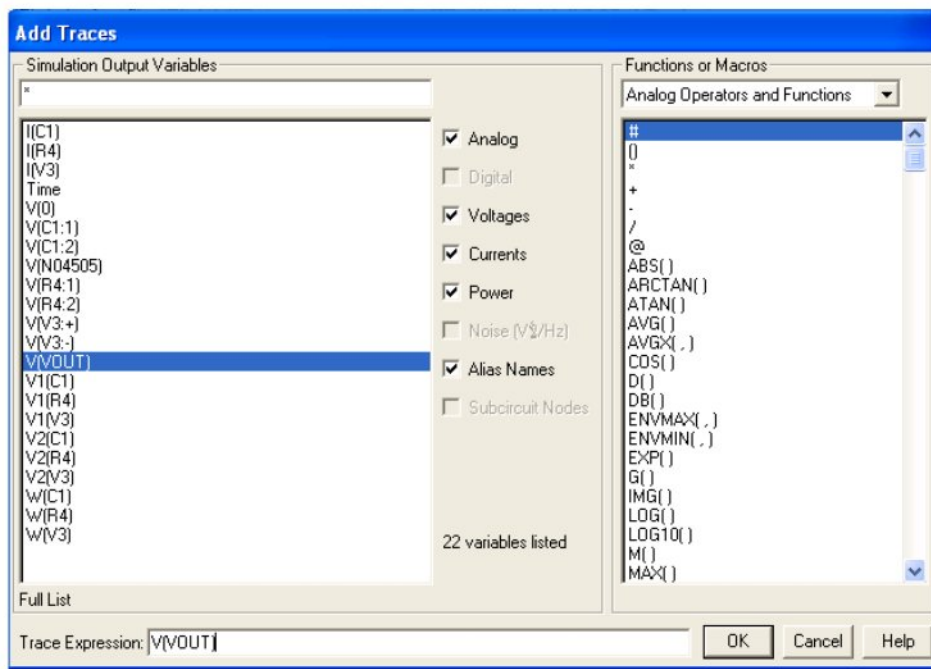 Add Traces
Simulation Output Variables
*
I(C1)
I(R4)
I(V3)
Time
V(0)
V(C1:1)
V(C1:2)
V(N04505)
V(R4:1)
V(R4:2)
V(V3:+)
V(V3:-)
V(VOUT)
V1(C1)
V1(R4)
V1(V3)
V2(C1)
V2(R4)
V2(V3)
W(C1)
W(R4)
W(V3)
Full List
Analog
Digital
Voltages
Currents
Power
Noise (V²/Hz)
Alias Names
Subcircuit Nodes
22 variables listed
Functions or Macros
Analog Operators and Functions
#
()
*
+
-
/
@
ABS( )
ARCTAN( )
ATAN( )
AVG( )
AVGX( , )
COS( )
D( )
DB( )
ENVMAX( , )
ENVMIN( , )
EXP( )
G( )
IMG( )
LOG( )
LOG10( )
M( )
MAX( )
Trace Expression: V(VOUT)
OK Cancel Help